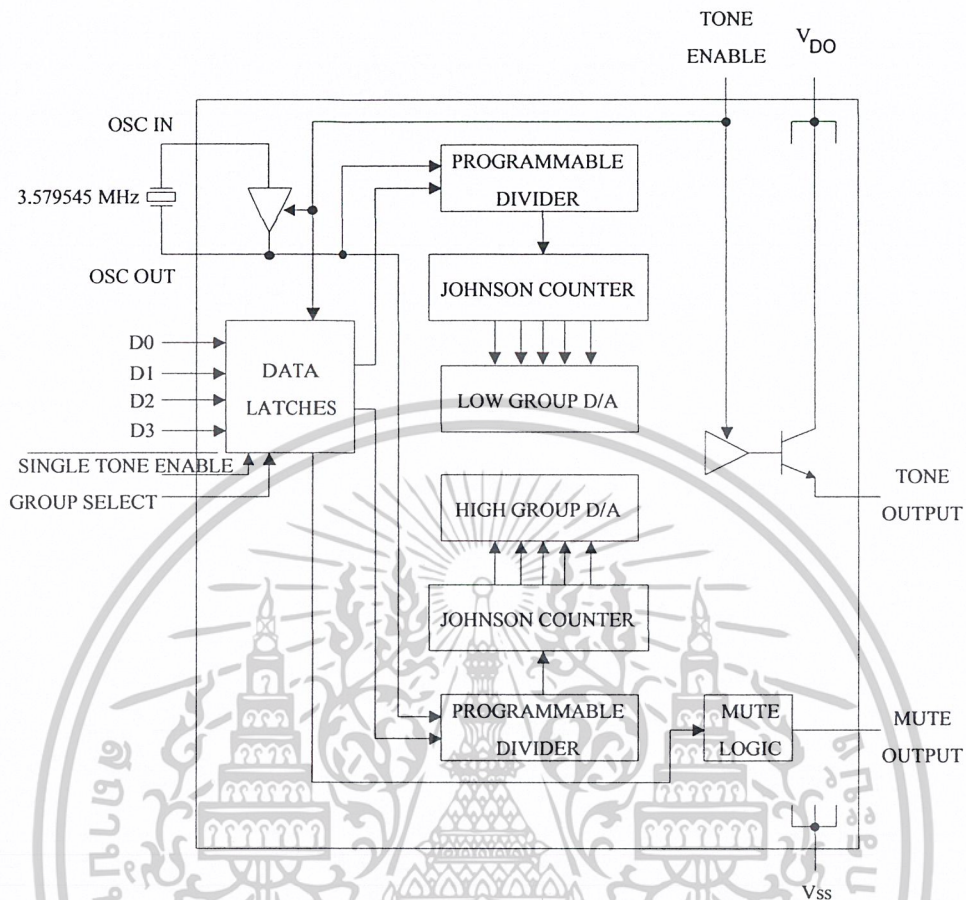 TONE
ENABLE
V_DO
OSC IN
3.579545 MHz
OSC OUT
PROGRAMMABLE
DIVIDER
JOHNSON COUNTER
D0
D1
D2
D3
DATA
LATCHES
LOW GROUP D/A
SINGLE TONE ENABLE
GROUP SELECT
HIGH GROUP D/A
TONE
OUTPUT
JOHNSON COUNTER
PROGRAMMABLE
DIVIDER
MUTE
LOGIC
MUTE
OUTPUT
Vss